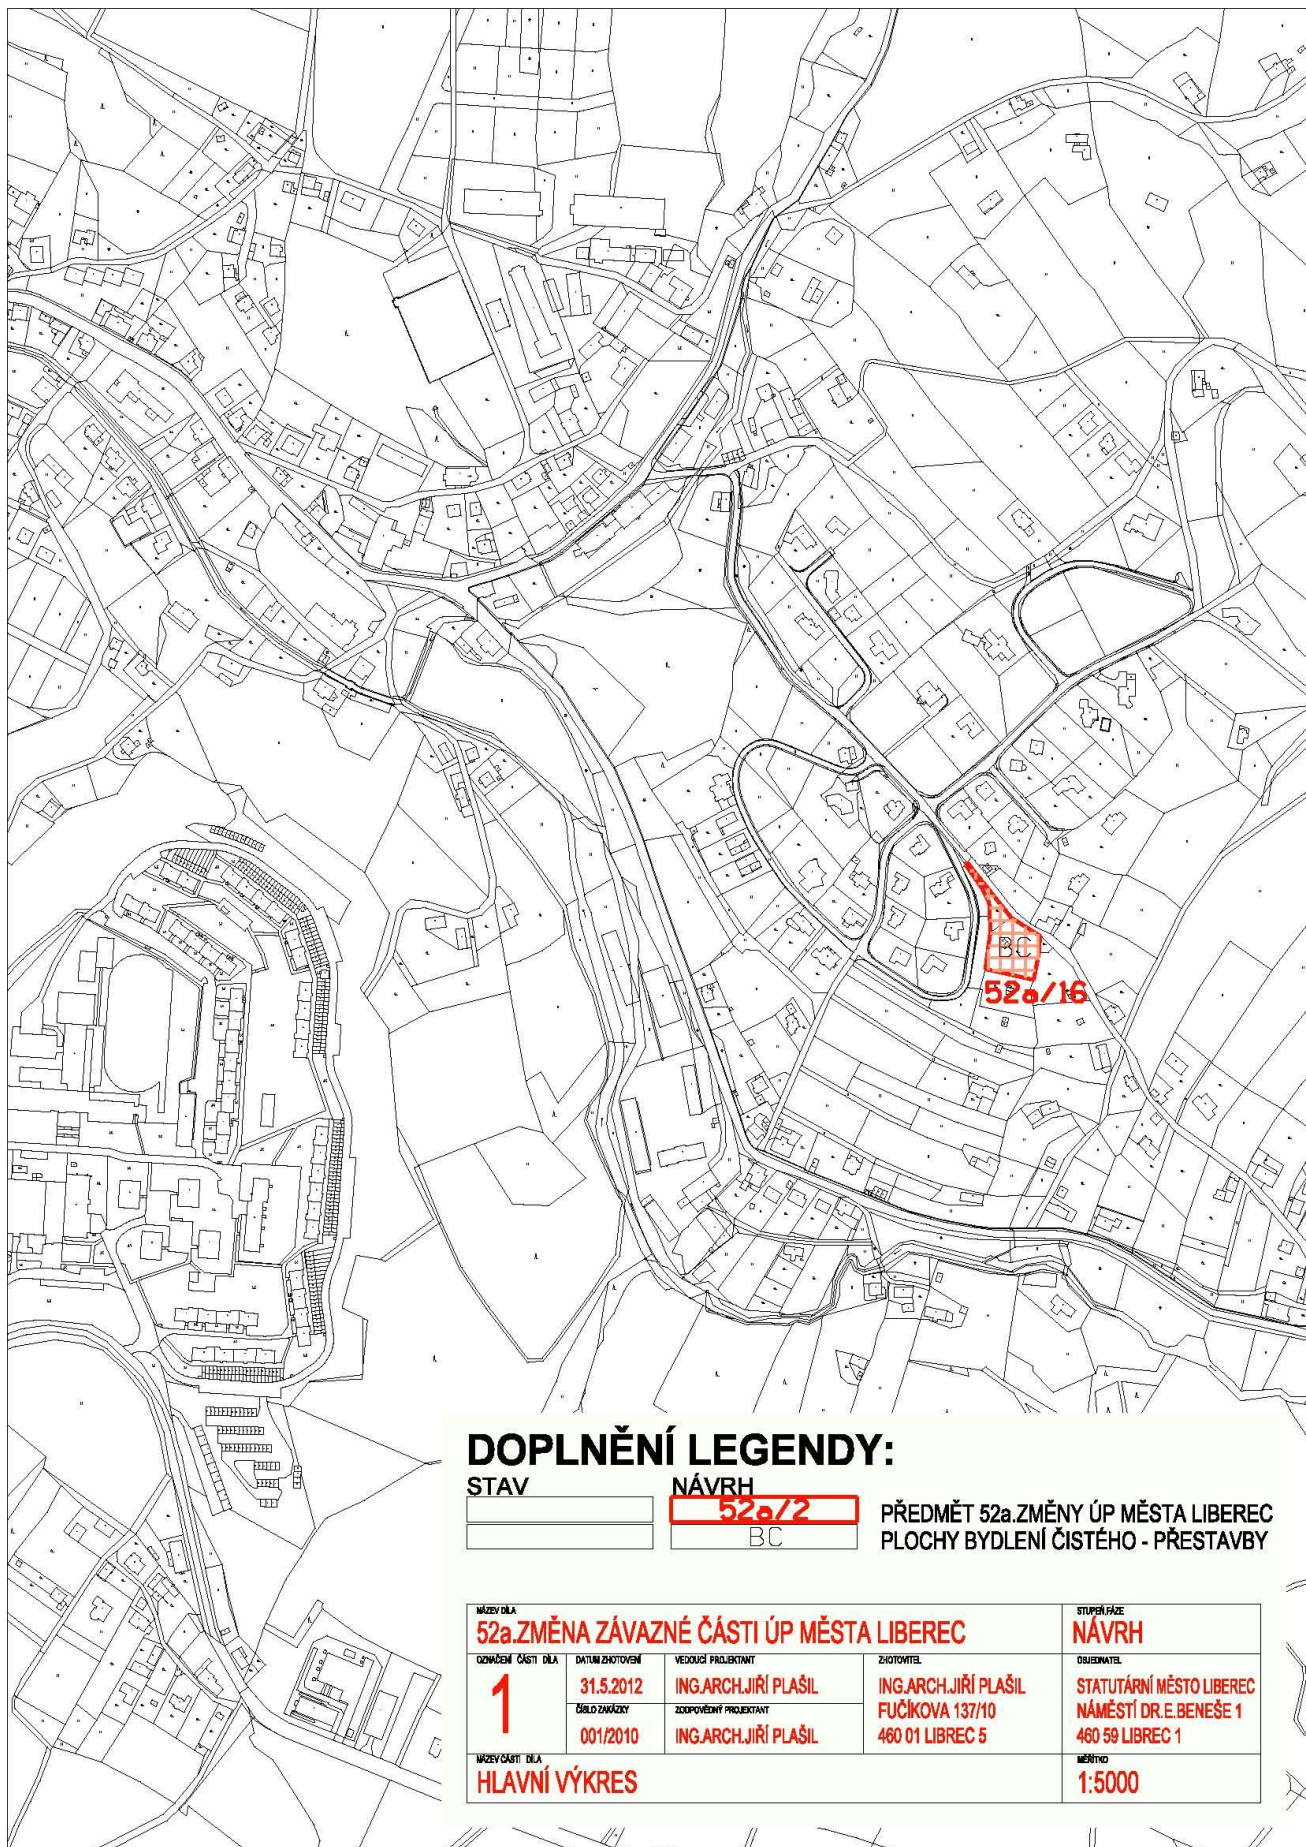 BC
52a/16
DOPLNĚNÍ LEGENDY:
STAV
NÁVRH
52a/2
PŘEDMĚT 52a.ZMĚNY ÚP MĚSTA LIBEREC
BC
PLOCHY BYDLENÍ ČISTÉHO - PŘESTAVBY
NÁZEV DÍLA
52a.ZMĚNA ZÁVAZNÉ ČÁSTI ÚP MĚSTA LIBEREC
STUPEŇ,FÁZE
NÁVRH
OZNAČENÍ ČÁSTI DÍLA
1
DATUM ZHOTOVENÍ
31.5.2012
VEDOUCÍ PROJEKTANT
ING.ARCH.JIŘÍ PLAŠIL
ČÍSLO ZAKÁZKY
001/2010
ZODPOVĚDNÝ PROJEKTANT
ING.ARCH.JIŘÍ PLAŠIL
ZHOTOVITEL
ING.ARCH.JIŘÍ PLAŠIL
FUČÍKOVA 137/10
460 01 LIBREC 5
OBJEDNATEL
STATUTÁRNÍ MĚSTO LIBEREC
NÁMĚSTÍ DR.E.BENEŠE 1
460 59 LIBREC 1
NÁZEV ČÁSTI DÍLA
HLAVNÍ VÝKRES
MĚŘÍTKO
1:5000